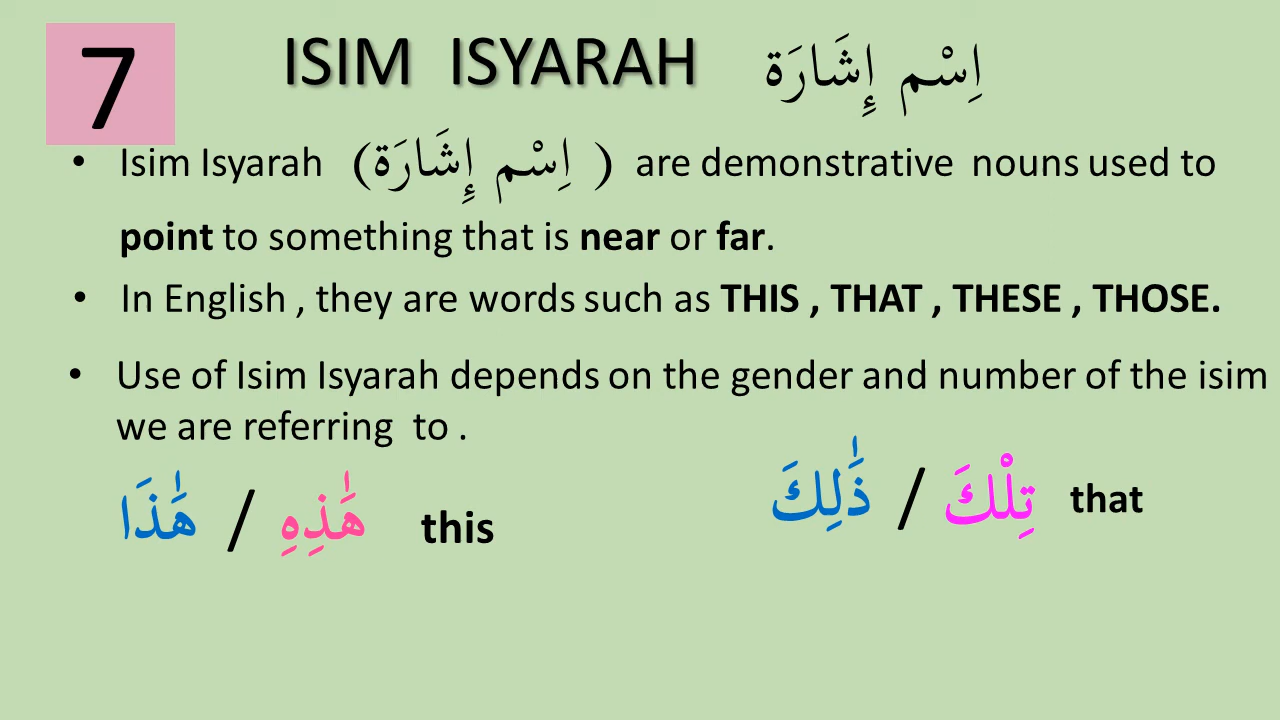 7
ISIM ISYARAH اِسْم إِشَارَة
• Isim Isyarah (اِسْم إِشَارَة ) are demonstrative nouns used to
point to something that is near or far.
• In English , they are words such as THIS , THAT , THESE , THOSE.
• Use of Isim Isyarah depends on the gender and number of the isim
we are referring to .
هَٰذَا / هَٰذِهِ this
ذَٰلِكَ / تِلْكَ that